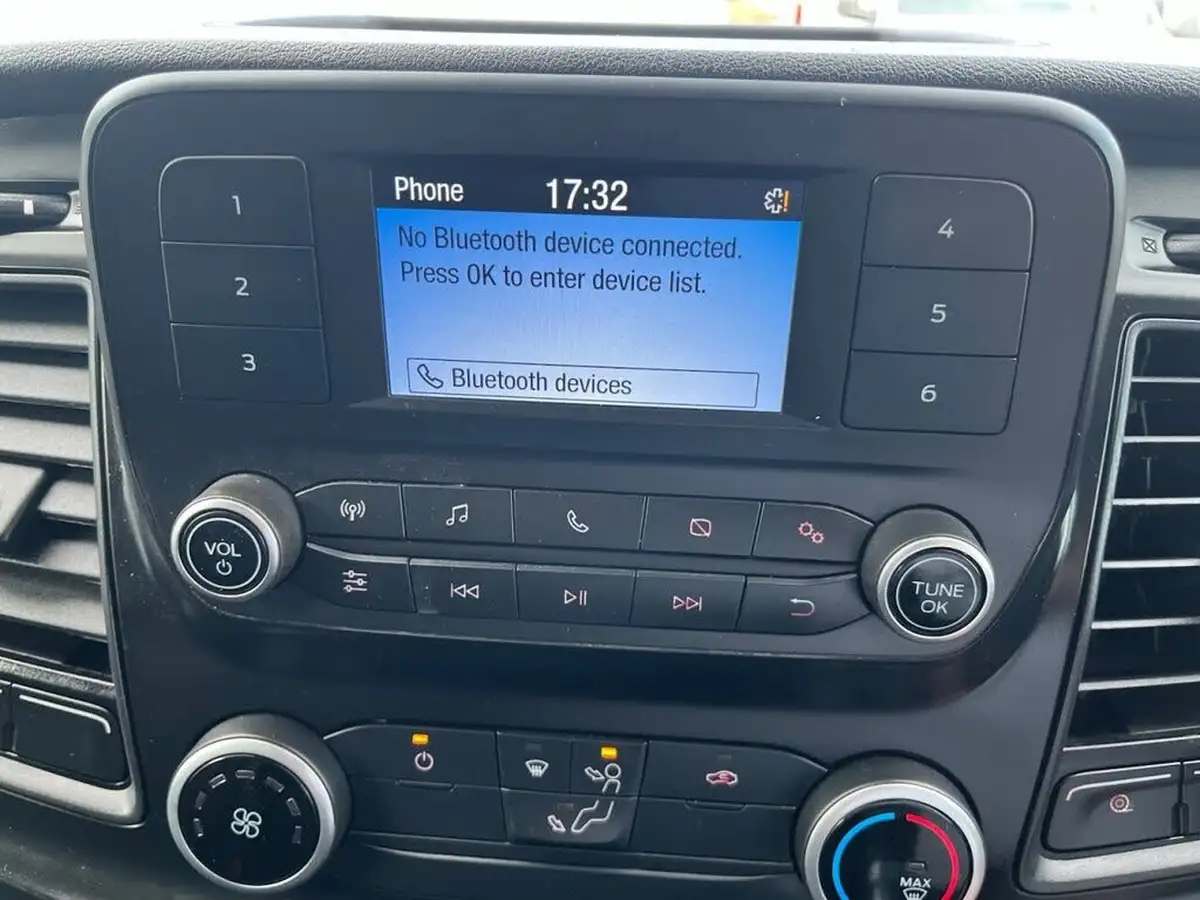 Phone 17:32
No Bluetooth device connected.
Press OK to enter device list.
Bluetooth devices
1
2
3
4
5
6
VOL
TUNE
OK
MAX